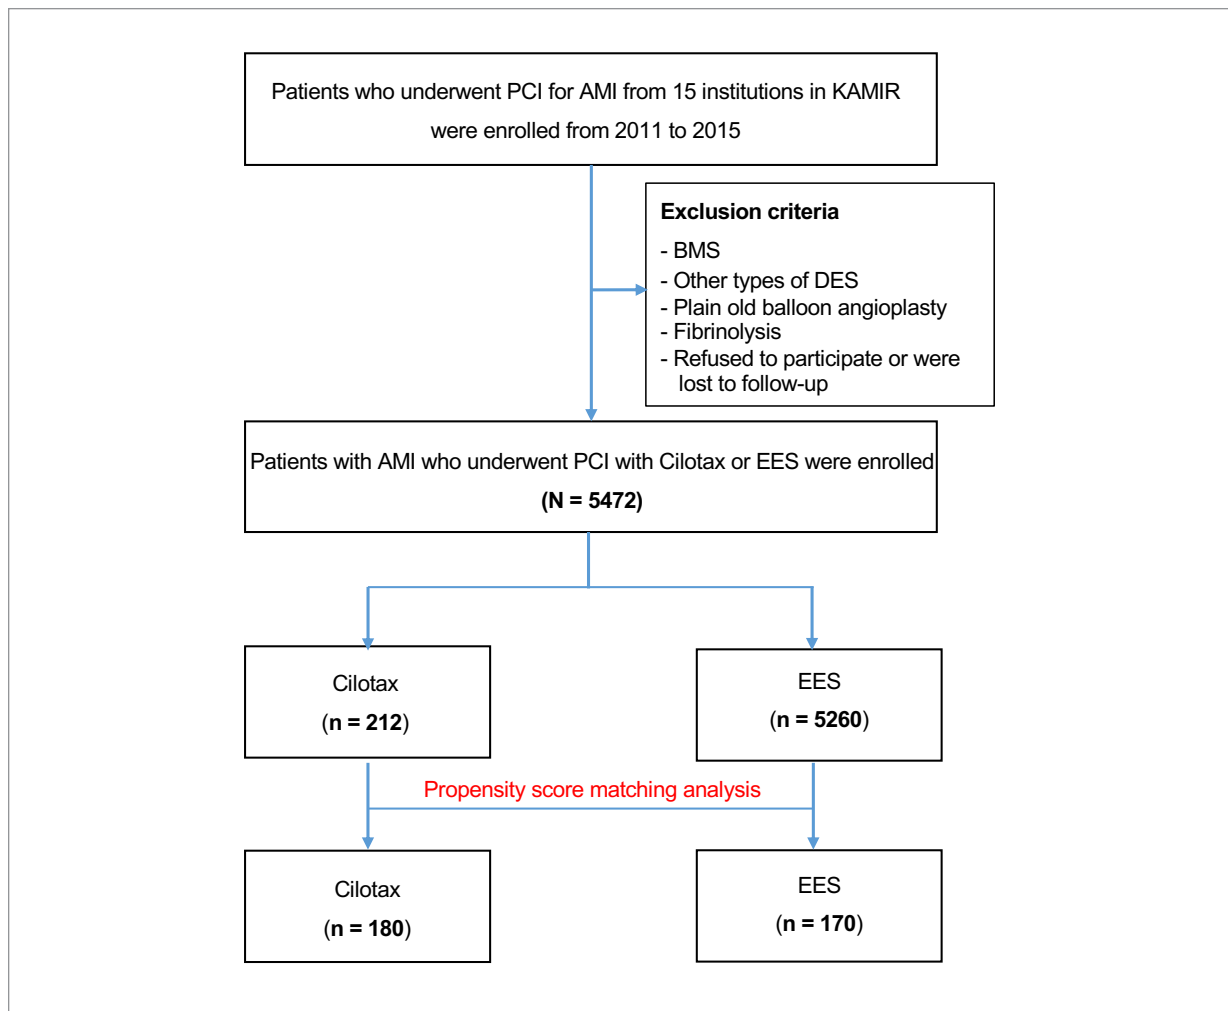 Patients who underwent PCI for AMI from 15 institutions in KAMIR
were enrolled from 2011 to 2015
Exclusion criteria
- BMS
- Other types of DES
- Plain old balloon angioplasty
- Fibrinolysis
- Refused to participate or were
lost to follow-up
Patients with AMI who underwent PCI with Cilotax or EES were enrolled
(N = 5472)
Cilotax
(n = 212)
EES
(n = 5260)
Propensity score matching analysis
Cilotax
(n = 180)
EES
(n = 170)